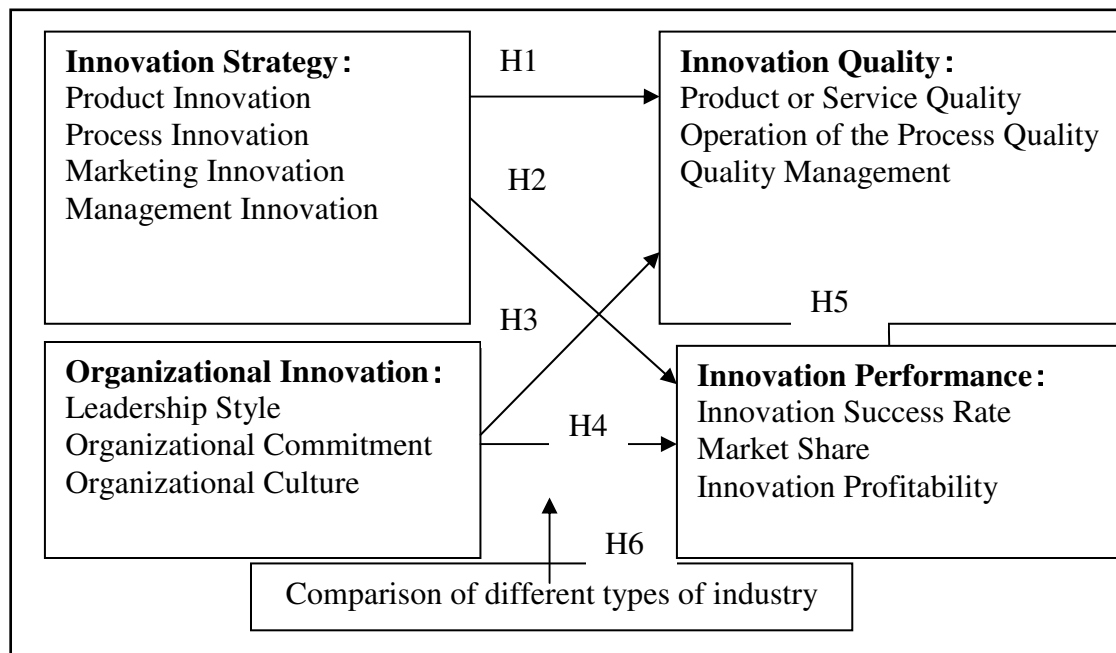 Innovation Strategy:
Product Innovation
Process Innovation
Marketing Innovation
Management Innovation
H1
H2
H3
Innovation Quality:
Product or Service Quality
Operation of the Process Quality
Quality Management
H5
Organizational Innovation:
Leadership Style
Organizational Commitment
Organizational Culture
H4
Innovation Performance:
Innovation Success Rate
Market Share
Innovation Profitability
H6
Comparison of different types of industry